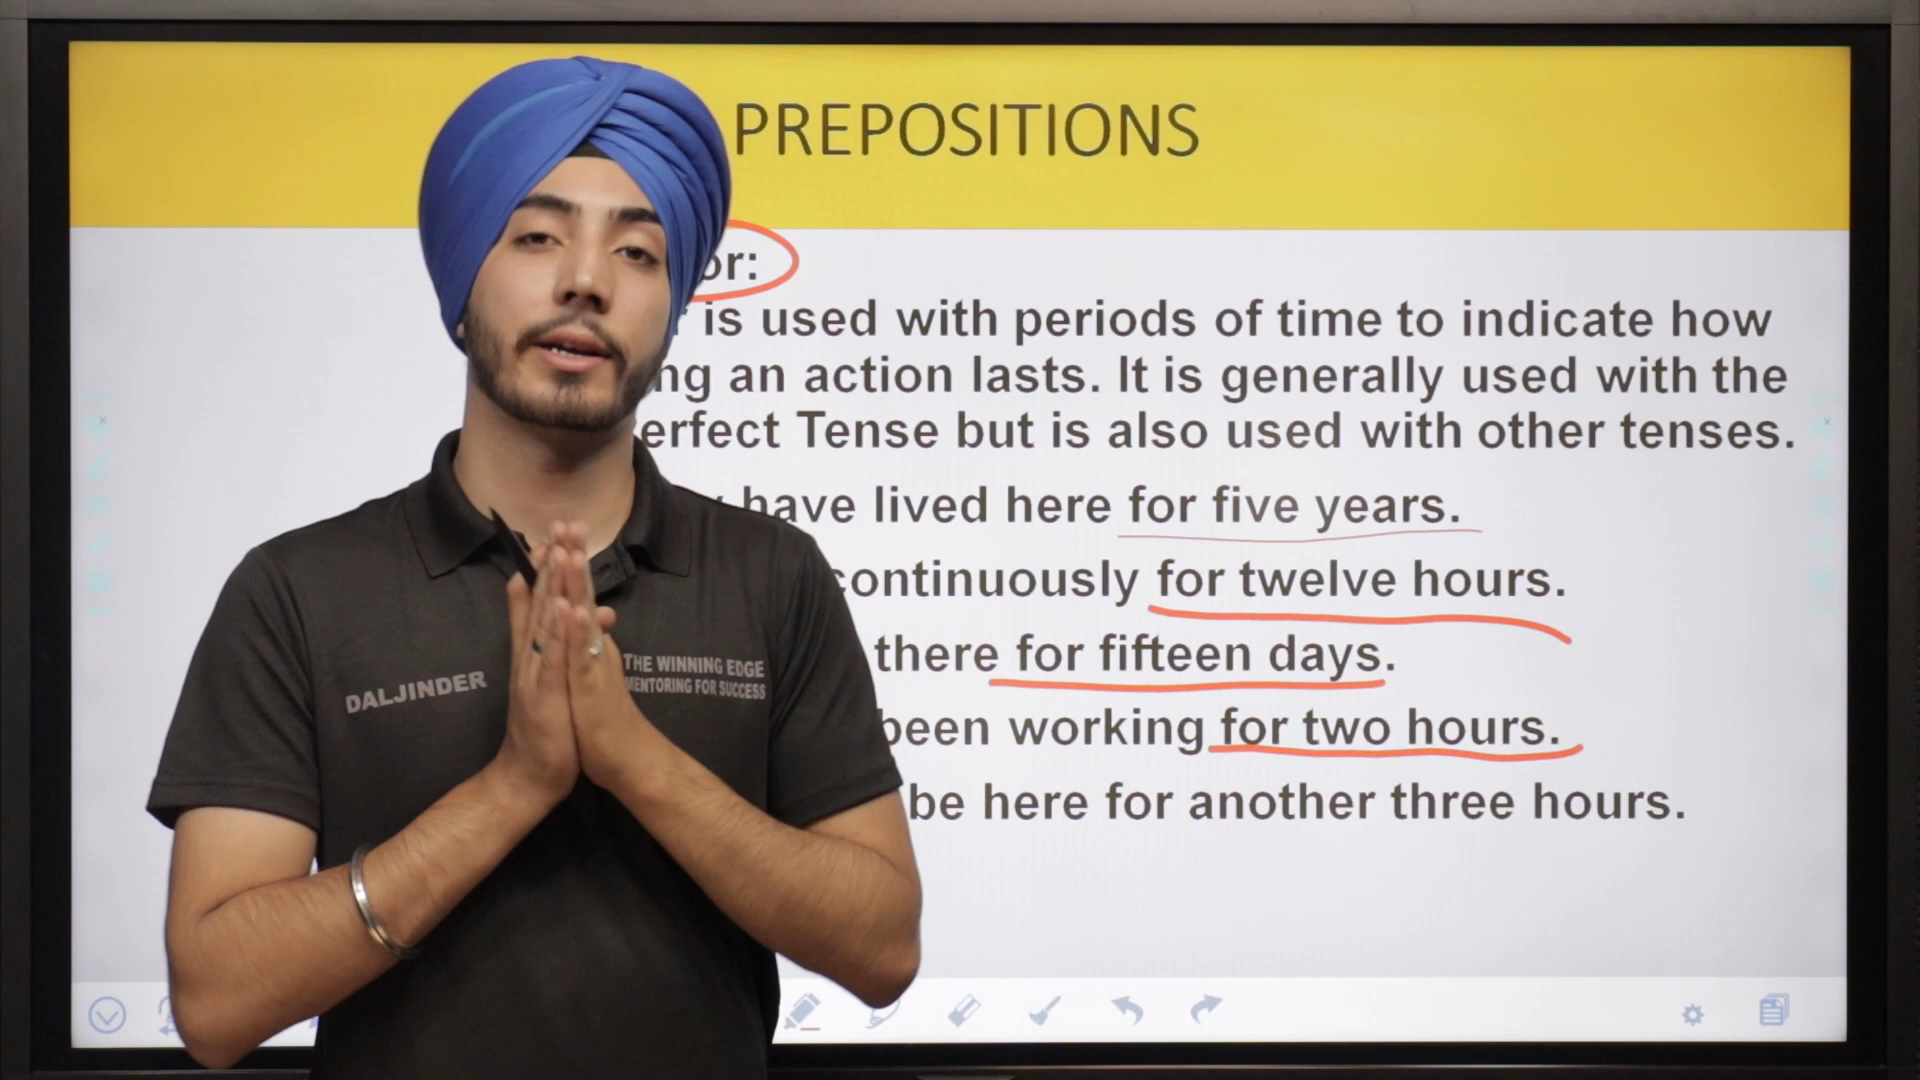 PREPOSITIONS
or:
is used with periods of time to indicate how
ng an action lasts. It is generally used with the
erfect Tense but is also used with other tenses.
have lived here for five years.
continuously for twelve hours.
there for fifteen days.
been working for two hours.
be here for another three hours.
DALJINDER
THE WINNING EDGE
MENTORING FOR SUCCESS